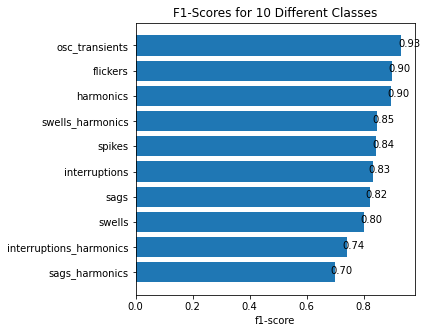 F1-Scores for 10 Different Classes
osc_transients 0.93
flickers 0.90
harmonics 0.90
swells_harmonics 0.85
spikes 0.84
interruptions 0.83
sags 0.82
swells 0.80
interruptions_harmonics 0.74
sags_harmonics 0.70
0.0 0.2 0.4 0.6 0.8
f1-score